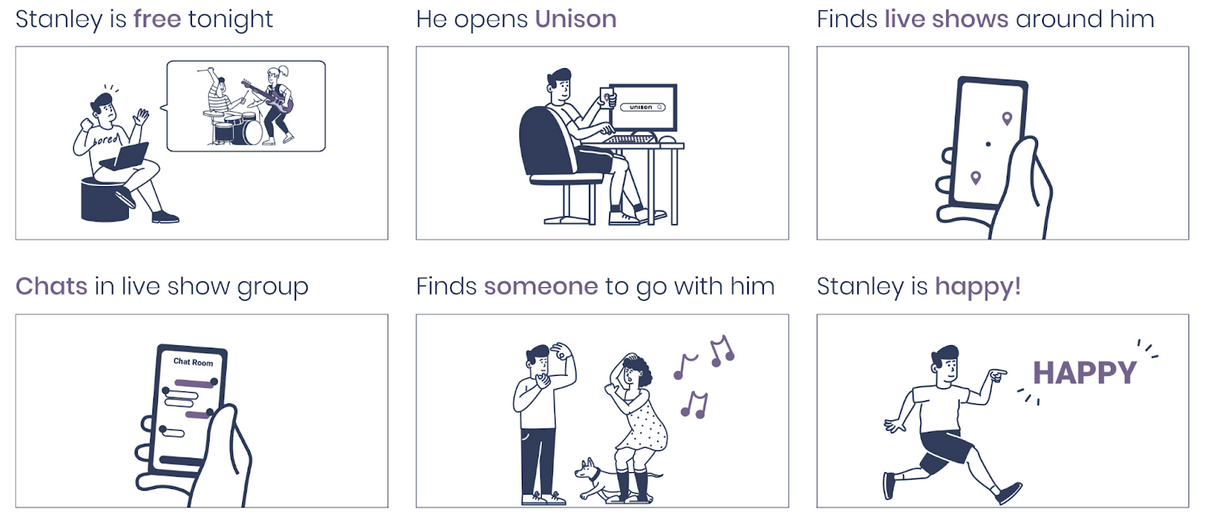 Stanley is free tonight
He opens Unison
Finds live shows around him
bored
unison
Chats in live show group
Finds someone to go with him
Stanley is happy!
Chat Room
HAPPY